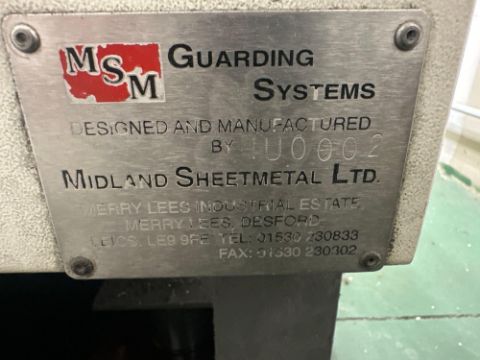 MSM GUARDING
SYSTEMS
DESIGNED AND MANUFACTURED
BY
MIDLAND SHEETMETAL LTD.
MERRY LEES INDUSTRIAL ESTATE,
MERRY LEES, DESFORD,
LEICS. LE9 9FE TEL: 01530 230833
FAX: 01530 230302